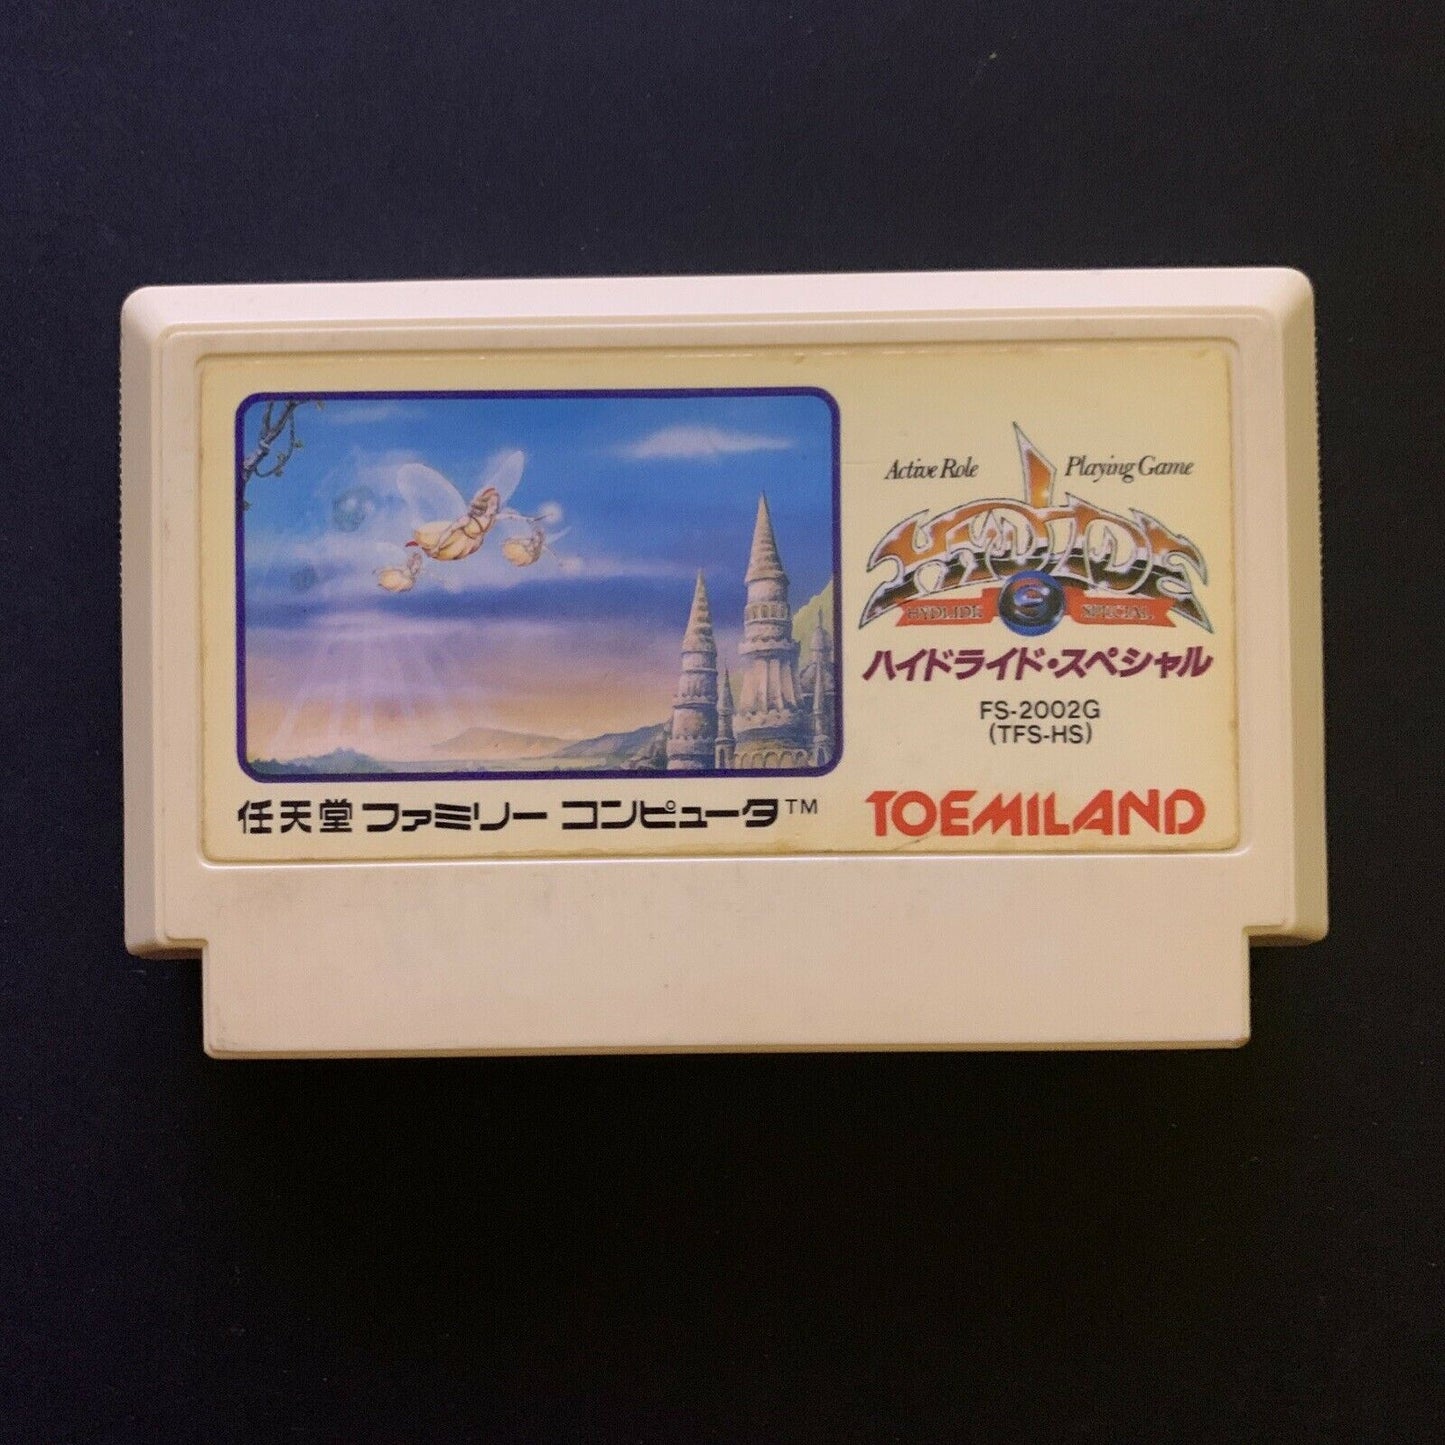 Active Role Playing Game
HYDLIDE
HYDLIDE S SPECIAL
ハイドライド・スペシャル
FS-2002G
(TFS-HS)
任天堂 ファミリー コンピュータ™
TOEMILAND